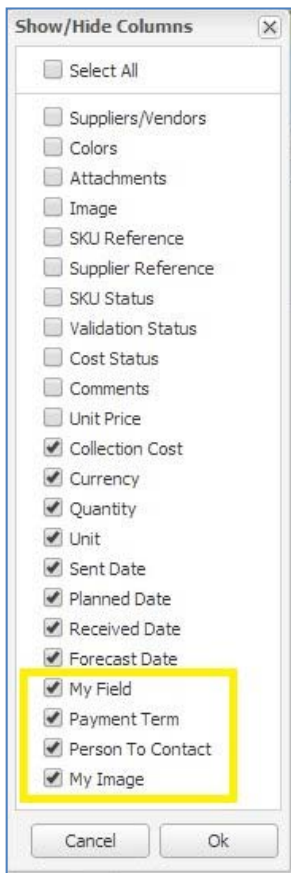 Show/Hide Columns
Select All
Suppliers/Vendors
Colors
Attachments
Image
SKU Reference
Supplier Reference
SKU Status
Validation Status
Cost Status
Comments
Unit Price
Collection Cost
Currency
Quantity
Unit
Sent Date
Planned Date
Received Date
Forecast Date
My Field
Payment Term
Person To Contact
My Image
Cancel Ok